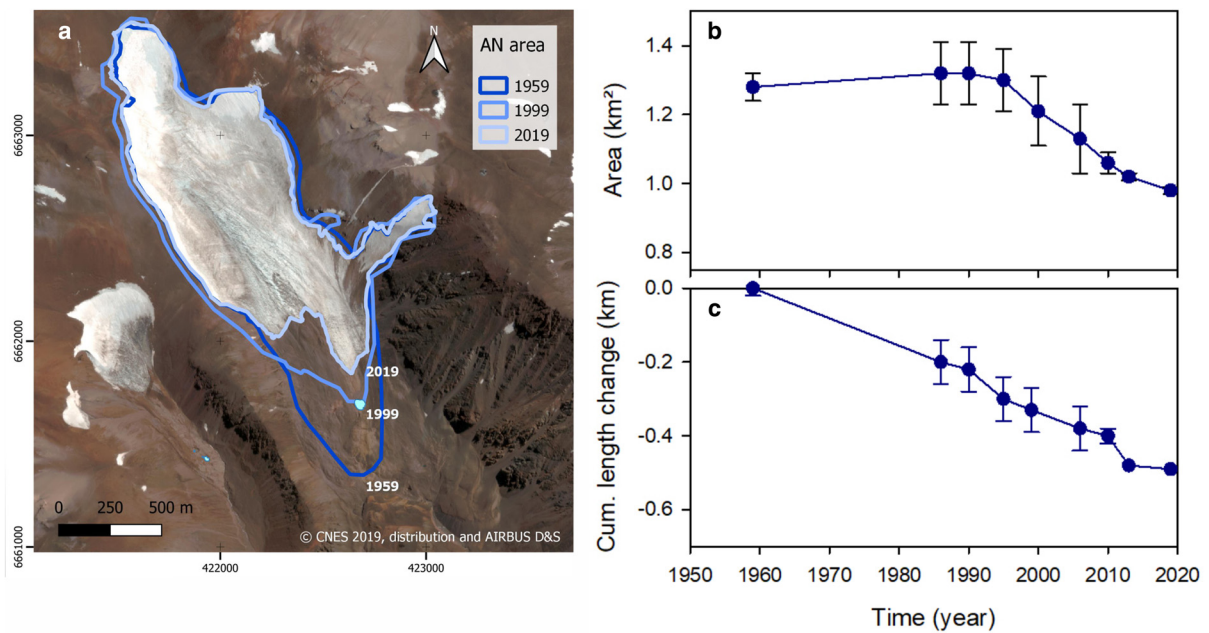 a
N
AN area
1959
1999
2019
6663000
6662000
6661000
2019
1999
1959
0 250 500 m
© CNES 2019, distribution and AIRBUS D&S
422000 423000
b
Area (km²)
1.4
1.2
1.0
0.8
c
Cum. length change (km)
0.0
-0.2
-0.4
-0.6
1950 1960 1970 1980 1990 2000 2010 2020
Time (year)